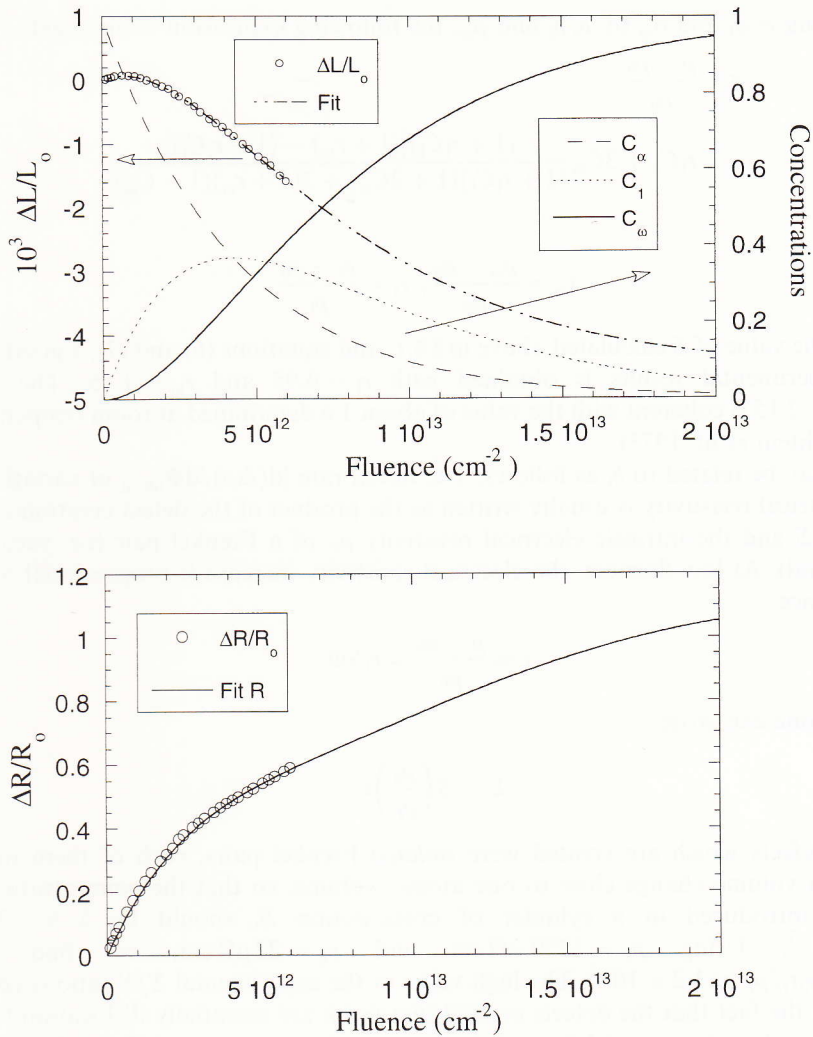 1
0
-1
-2
-3
-4
-5
10³ ΔL/L₀
ΔL/L₀
Fit
1
0.8
0.6
0.4
0.2
0
Concentrations
C_α
C_1
C_ω
0
5 10¹²
1 10¹³
1.5 10¹³
2 10¹³
Fluence (cm⁻²)
1.2
1
0.8
0.6
0.4
0.2
0
ΔR/R₀
ΔR/R₀
Fit R
0
5 10¹²
1 10¹³
1.5 10¹³
2 10¹³
Fluence (cm⁻²)